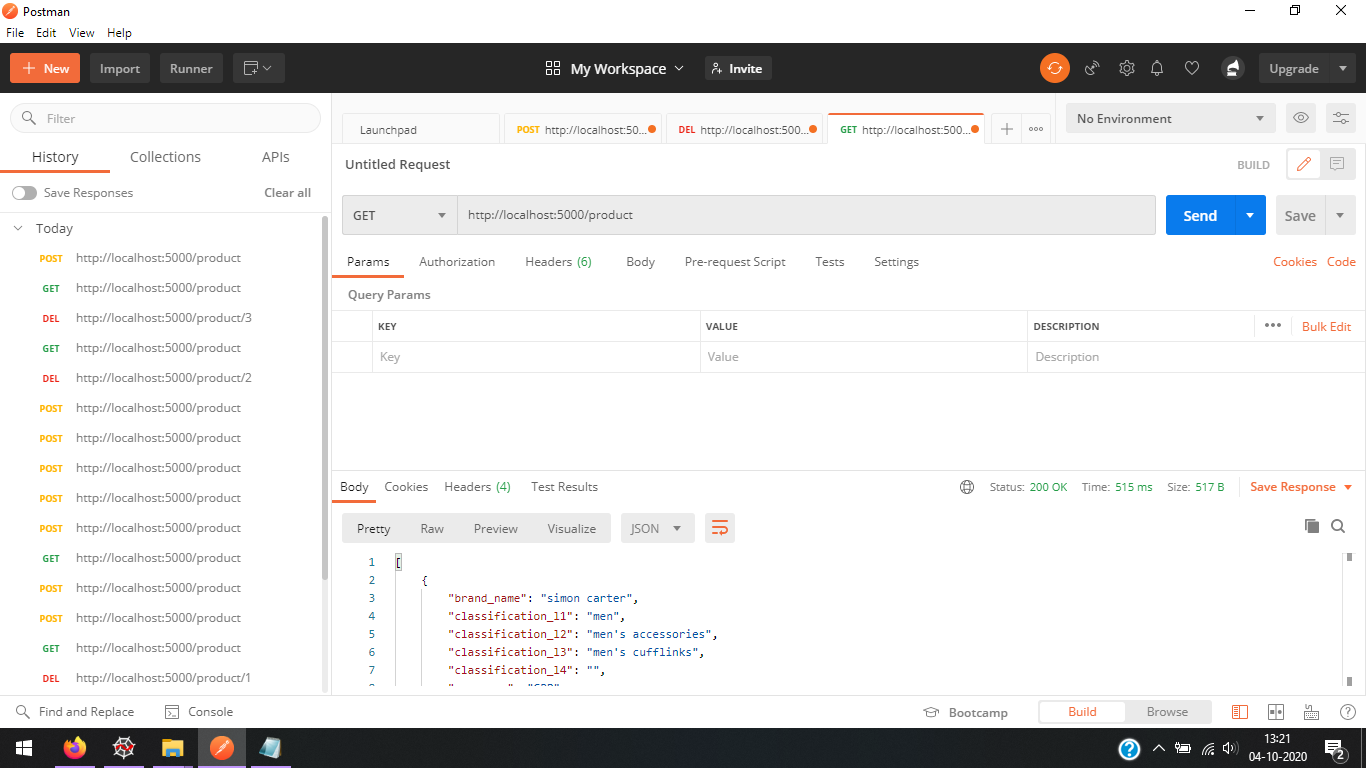 Postman
File Edit View Help
New Import Runner My Workspace Invite Upgrade
Filter
History Collections APIs
Save Responses Clear all
Today
POST http://localhost:5000/product
GET http://localhost:5000/product
DEL http://localhost:5000/product/3
GET http://localhost:5000/product
DEL http://localhost:5000/product/2
POST http://localhost:5000/product
POST http://localhost:5000/product
POST http://localhost:5000/product
POST http://localhost:5000/product
POST http://localhost:5000/product
GET http://localhost:5000/product
POST http://localhost:5000/product
POST http://localhost:5000/product
GET http://localhost:5000/product
DEL http://localhost:5000/product/1
Launchpad POST http://localhost:50... DEL http://localhost:500... GET http://localhost:500... No Environment
Untitled Request BUILD
GET http://localhost:5000/product Send Save
Params Authorization Headers (6) Body Pre-request Script Tests Settings Cookies Code
Query Params
KEY VALUE DESCRIPTION ••• Bulk Edit
Key Value Description
Body Cookies Headers (4) Test Results Status: 200 OK Time: 515 ms Size: 517 B Save Response
Pretty Raw Preview Visualize JSON
1 [
2 {
3 "brand_name": "simon carter",
4 "classification_l1": "men",
5 "classification_l2": "men's accessories",
6 "classification_l3": "men's cufflinks",
7 "classification_l4": "",
Find and Replace Console Bootcamp Build Browse
13:21
04-10-2020
2